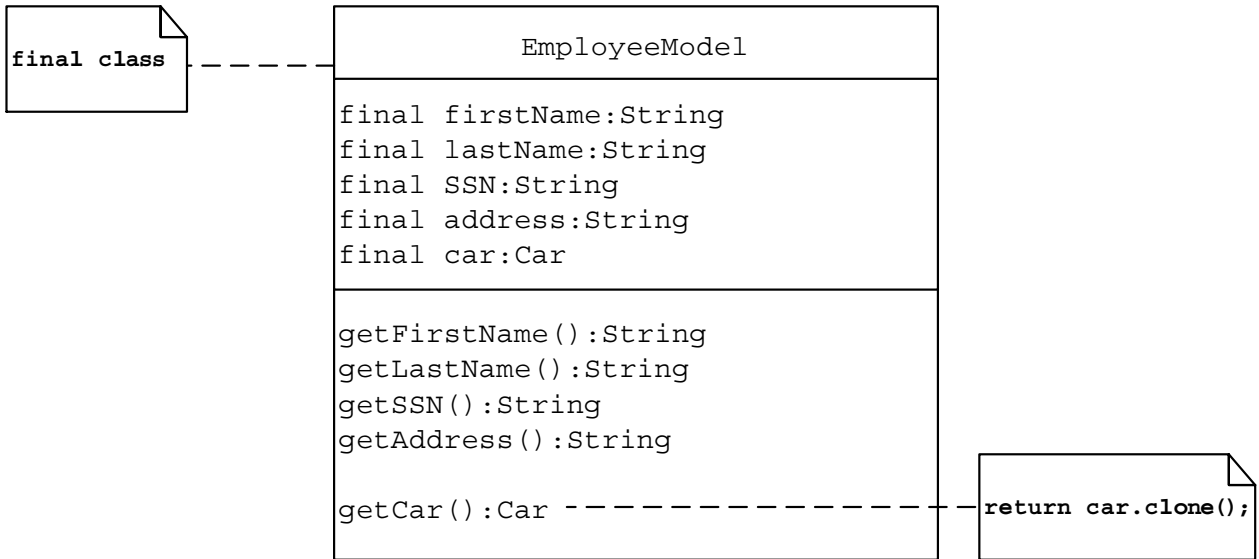 final class
EmployeeModel
final firstName:String
final lastName:String
final SSN:String
final address:String
final car:Car
getFirstName():String
getLastName():String
getSSN():String
getAddress():String
getCar():Car
return car.clone();